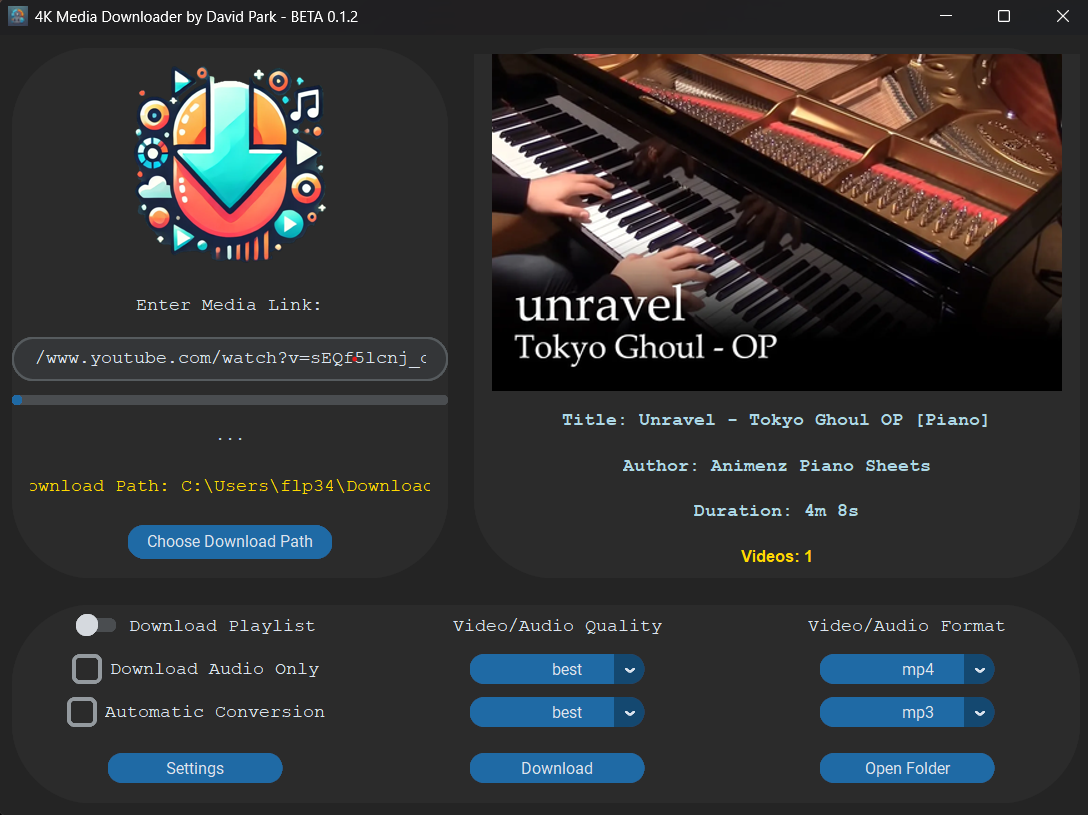 4K Media Downloader by David Park - BETA 0.1.2
Enter Media Link:
/www.youtube.com/watch?v=sEQf5lcnj_
...
ownload Path: C:\Users\flp34\Downloa
Choose Download Path
unravel
Tokyo Ghoul - OP
Title: Unravel - Tokyo Ghoul OP [Piano]
Author: Animenz Piano Sheets
Duration: 4m 8s
Videos: 1
Download Playlist
Download Audio Only
Automatic Conversion
Settings
Video/Audio Quality
best
best
Download
Video/Audio Format
mp4
mp3
Open Folder